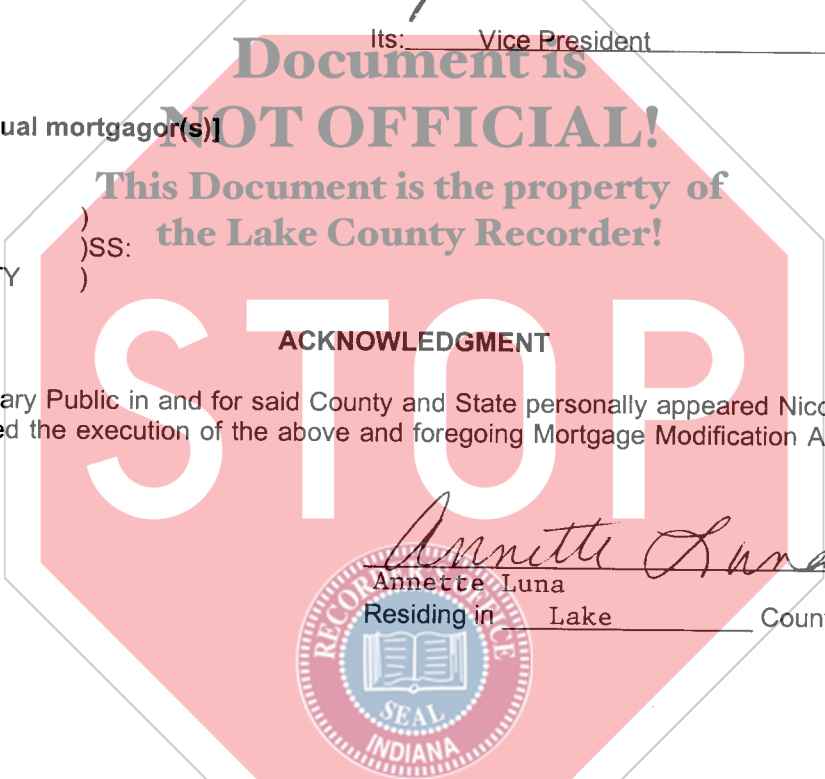 Its: Vice President
Document is
ual mortgagor(s)]
NOT OFFICIAL!
This Document is the property of
the Lake County Recorder!
)
)SS:
Y )
STOP
ACKNOWLEDGMENT
ary Public in and for said County and State personally appeared Nico
ed the execution of the above and foregoing Mortgage Modification A
Annette Luna
Annette Luna
Residing in Lake Coun
RECORDER'S OFFICE
SEAL
INDIANA